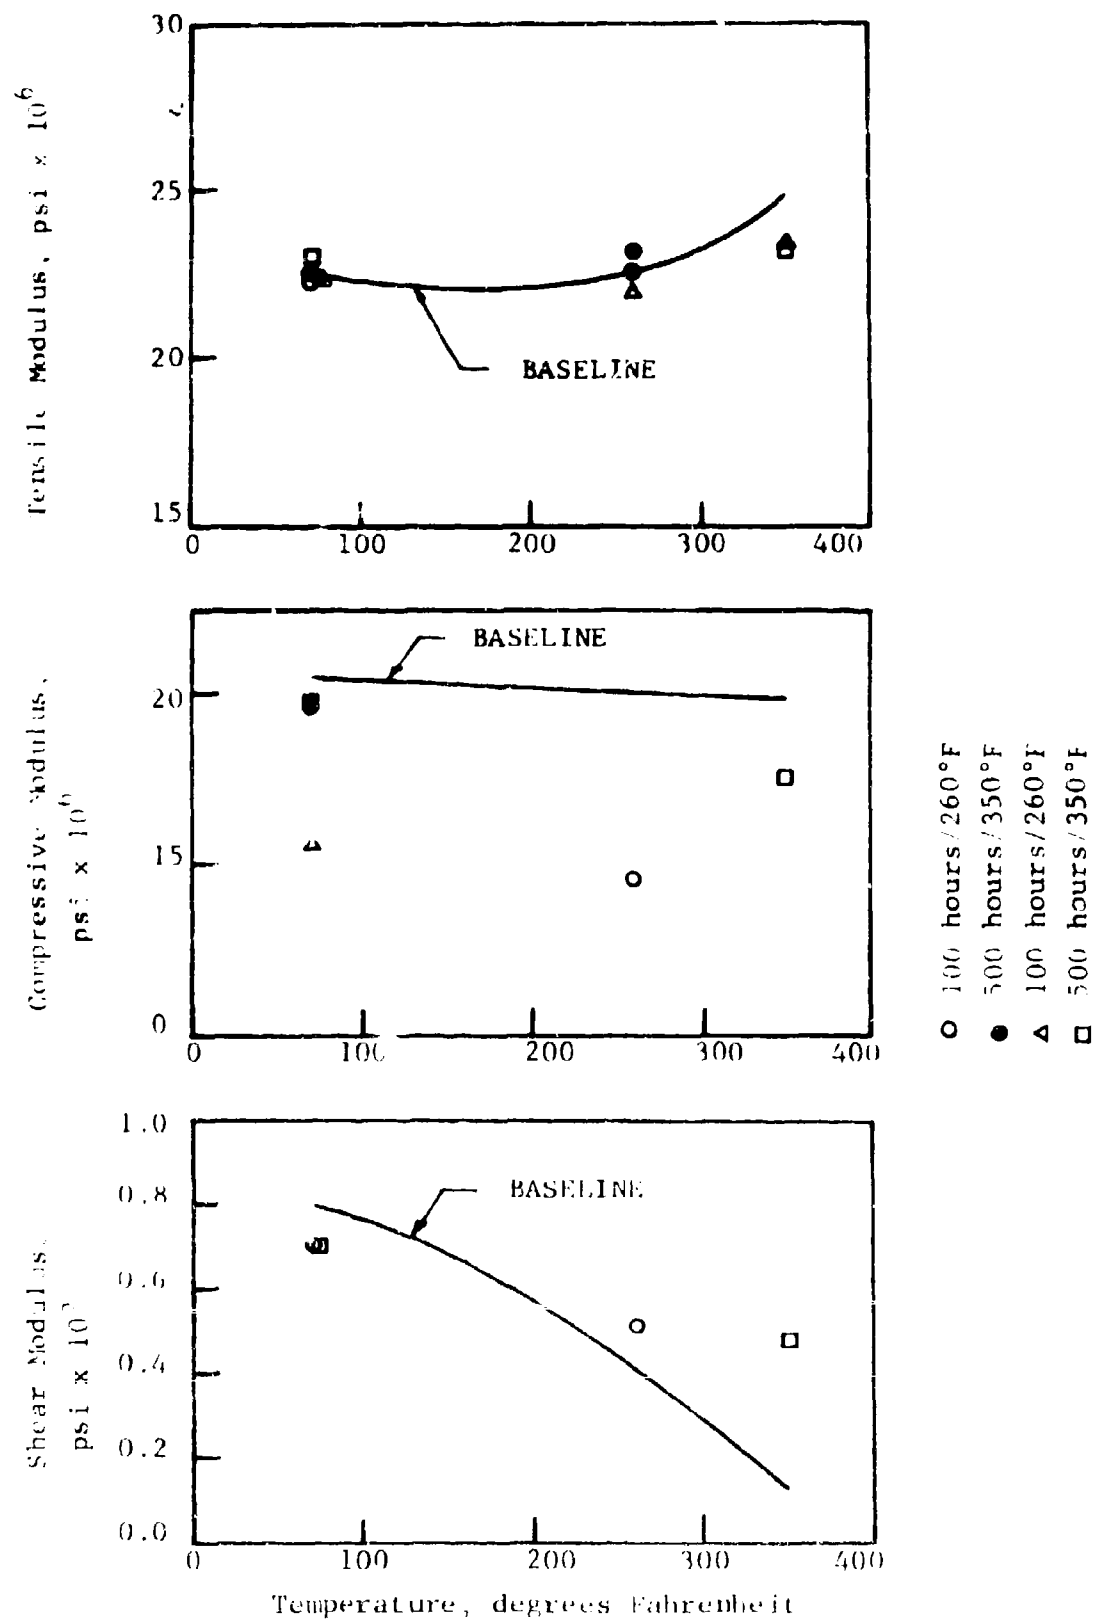 30
25
20
15
Tensile Modulus, psi x 10^6
BASELINE
0 100 200 300 400
20
15
0
Compressive Modulus,
psi x 10^6
BASELINE
0 100 200 300 400
1.0
0.8
0.6
0.4
0.2
0.0
Shear Modulus,
psi x
BASELINE
0 100 200 300 400
Temperature, degrees Fahrenheit
100 hours/260°F
500 hours/350°F
100 hours/260°F
500 hours/350°F